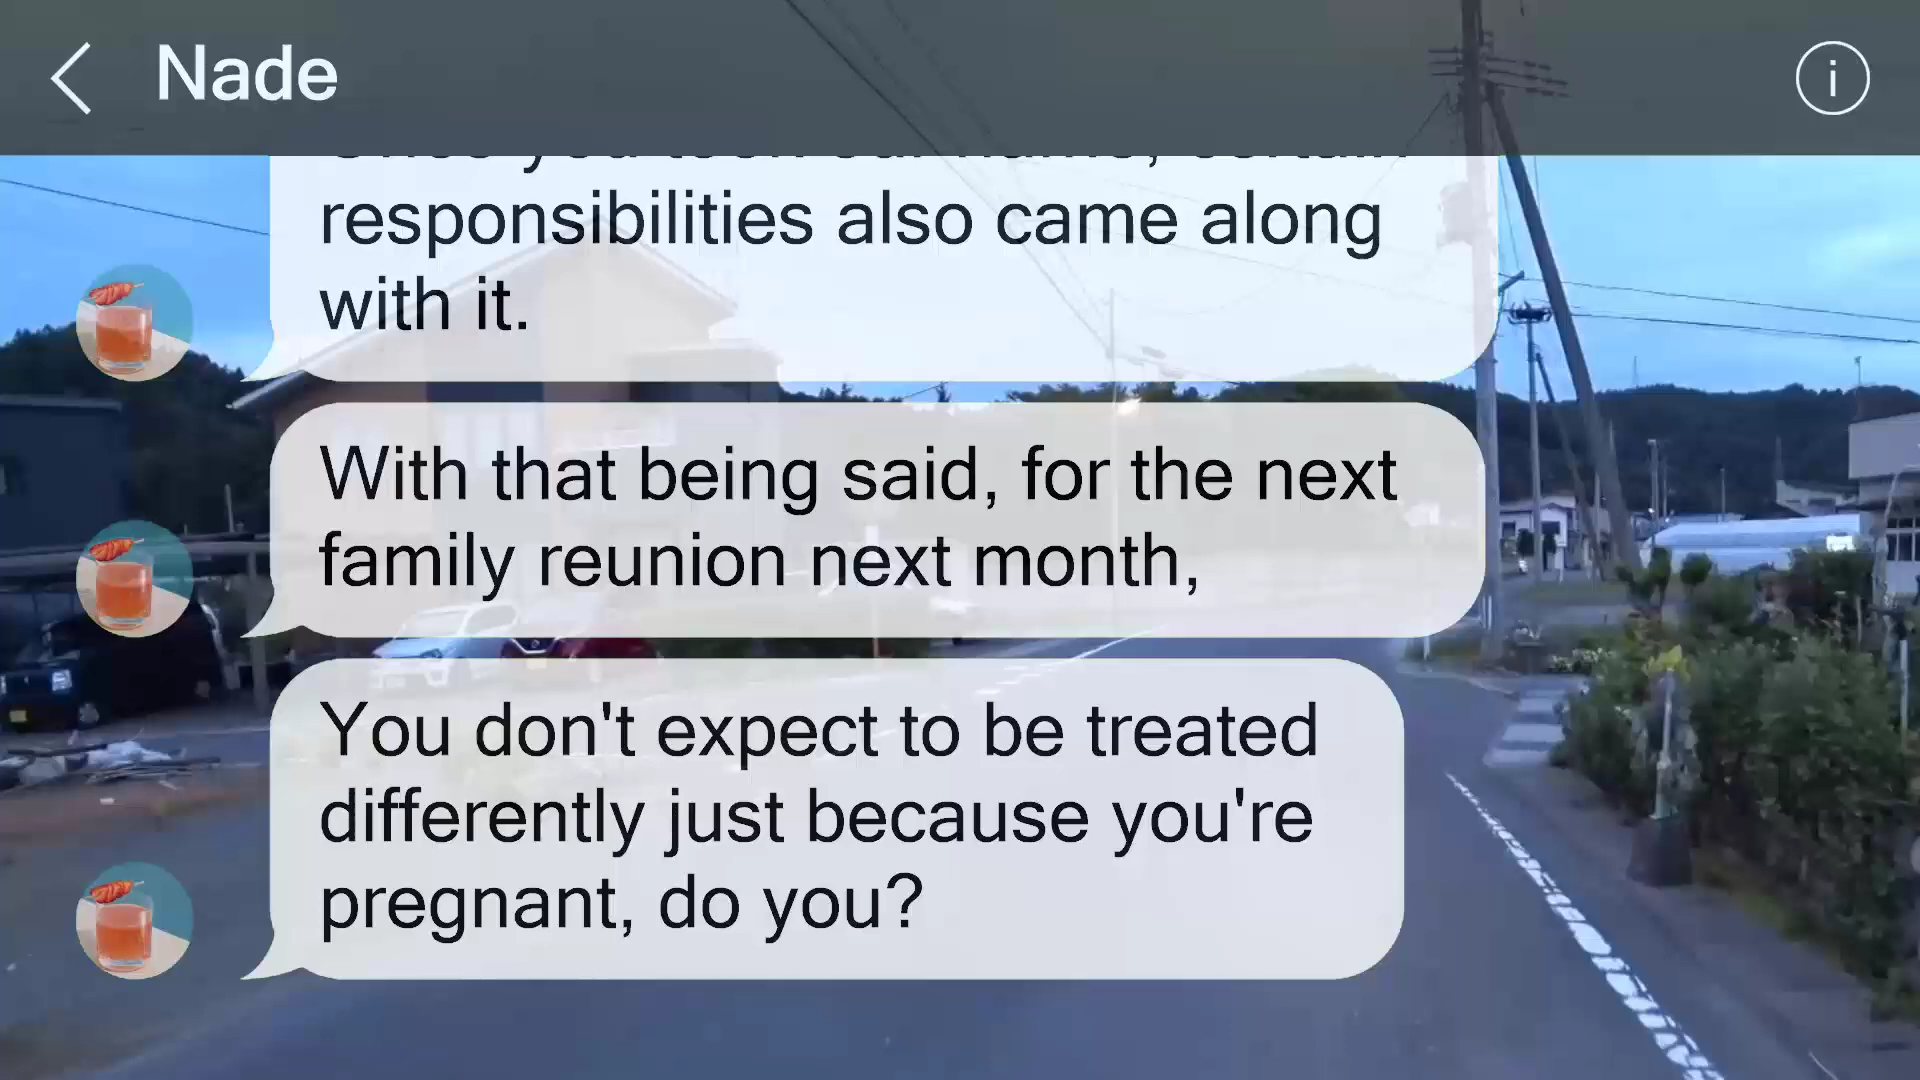 Nade
responsibilities also came along
with it.
With that being said, for the next
family reunion next month,
You don't expect to be treated
differently just because you're
pregnant, do you?